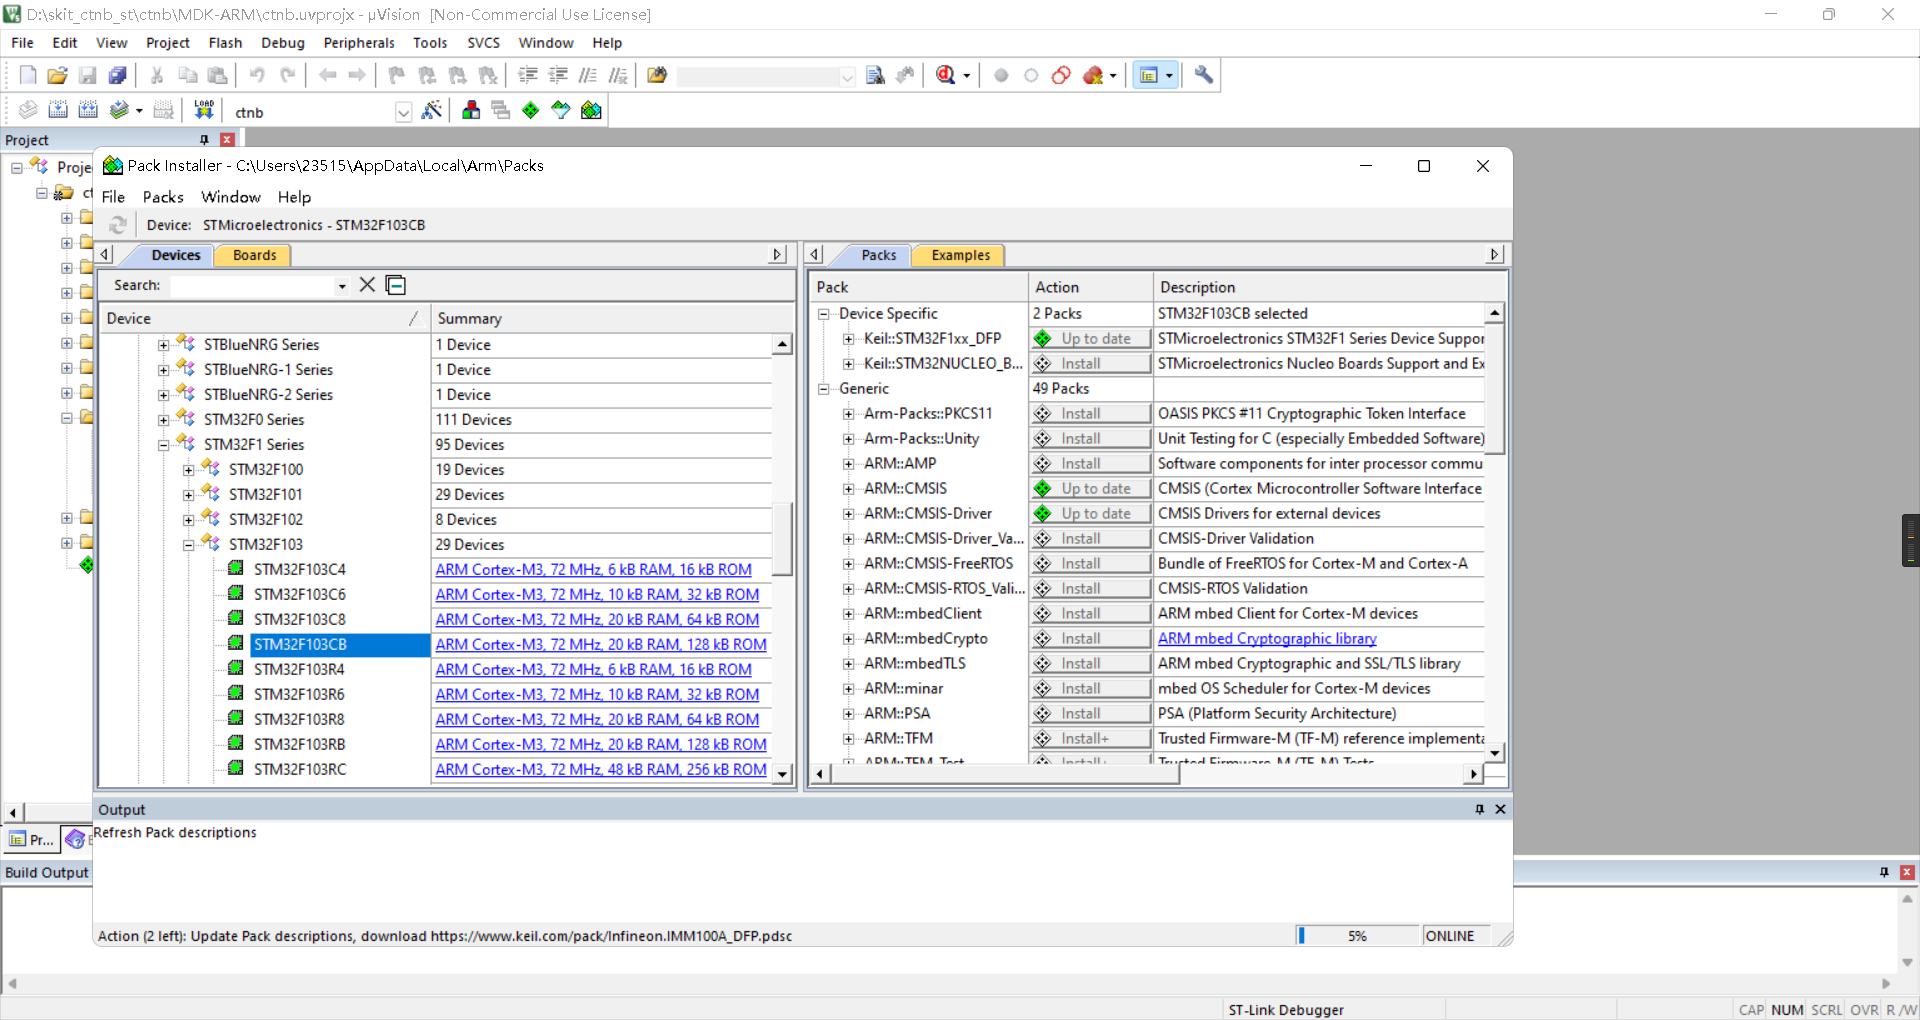 D:\skit_ctnb_st\ctnb\MDK-ARM\ctnb.uvprojx - µVision  [Non-Commercial Use License]
File Edit View Project Flash Debug Peripherals Tools SVCS Window Help
LOAD ctnb
Project
Pack Installer - C:\Users\23515\AppData\Local\Arm\Packs
File Packs Window Help
Device: STMicroelectronics - STM32F103CB
Devices Boards
Search:
Device Summary
STBlueNRG Series 1 Device
STBlueNRG-1 Series 1 Device
STBlueNRG-2 Series 1 Device
STM32F0 Series 111 Devices
STM32F1 Series 95 Devices
STM32F100 19 Devices
STM32F101 29 Devices
STM32F102 8 Devices
STM32F103 29 Devices
STM32F103C4 ARM Cortex-M3, 72 MHz, 6 kB RAM, 16 kB ROM
STM32F103C6 ARM Cortex-M3, 72 MHz, 10 kB RAM, 32 kB ROM
STM32F103C8 ARM Cortex-M3, 72 MHz, 20 kB RAM, 64 kB ROM
STM32F103CB ARM Cortex-M3, 72 MHz, 20 kB RAM, 128 kB ROM
STM32F103R4 ARM Cortex-M3, 72 MHz, 6 kB RAM, 16 kB ROM
STM32F103R6 ARM Cortex-M3, 72 MHz, 10 kB RAM, 32 kB ROM
STM32F103R8 ARM Cortex-M3, 72 MHz, 20 kB RAM, 64 kB ROM
STM32F103RB ARM Cortex-M3, 72 MHz, 20 kB RAM, 128 kB ROM
STM32F103RC ARM Cortex-M3, 72 MHz, 48 kB RAM, 256 kB ROM
Packs Examples
Pack Action Description
Device Specific 2 Packs STM32F103CB selected
Keil::STM32F1xx_DFP Up to date STMicroelectronics STM32F1 Series Device Suppor
Keil::STM32NUCLEO_B... Install STMicroelectronics Nucleo Boards Support and Ex
Generic 49 Packs
Arm-Packs::PKCS11 Install OASIS PKCS #11 Cryptographic Token Interface
Arm-Packs::Unity Install Unit Testing for C (especially Embedded Software)
ARM::AMP Install Software components for inter processor commu
ARM::CMSIS Up to date CMSIS (Cortex Microcontroller Software Interface
ARM::CMSIS-Driver Up to date CMSIS Drivers for external devices
ARM::CMSIS-Driver_Va... Install CMSIS-Driver Validation
ARM::CMSIS-FreeRTOS Install Bundle of FreeRTOS for Cortex-M and Cortex-A
ARM::CMSIS-RTOS_Vali... Install CMSIS-RTOS Validation
ARM::mbedClient Install ARM mbed Client for Cortex-M devices
ARM::mbedCrypto Install ARM mbed Cryptographic library
ARM::mbedTLS Install ARM mbed Cryptographic and SSL/TLS library
ARM::minar Install mbed OS Scheduler for Cortex-M devices
ARM::PSA Install PSA (Platform Security Architecture)
ARM::TFM Install+ Trusted Firmware-M (TF-M) reference implementa
ARM::TFM_Test Install+ Trusted Firmware-M (TF-M) Tests
Output
Refresh Pack descriptions
Action (2 left): Update Pack descriptions, download https://www.keil.com/pack/Infineon.IMM100A_DFP.pdsc 5% ONLINE
Proje
ct
Pr...
Build Output
ST-Link Debugger CAP NUM SCRL OVR R/W